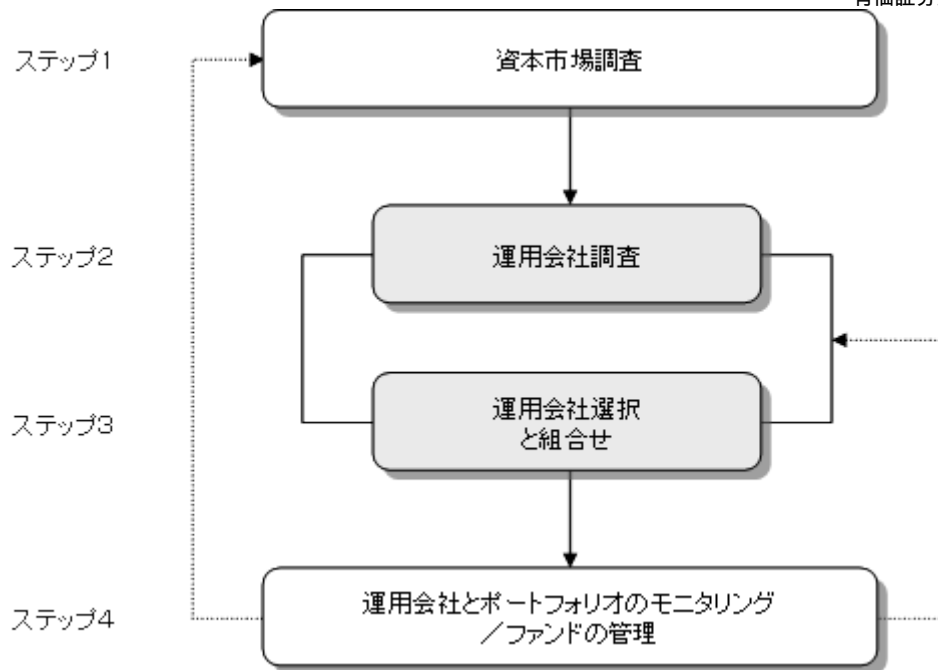 ステップ1
資本市場調査
ステップ2
運用会社調査
ステップ3
運用会社選択
と組合せ
ステップ4
運用会社とポートフォリオのモニタリング
／ファンドの管理